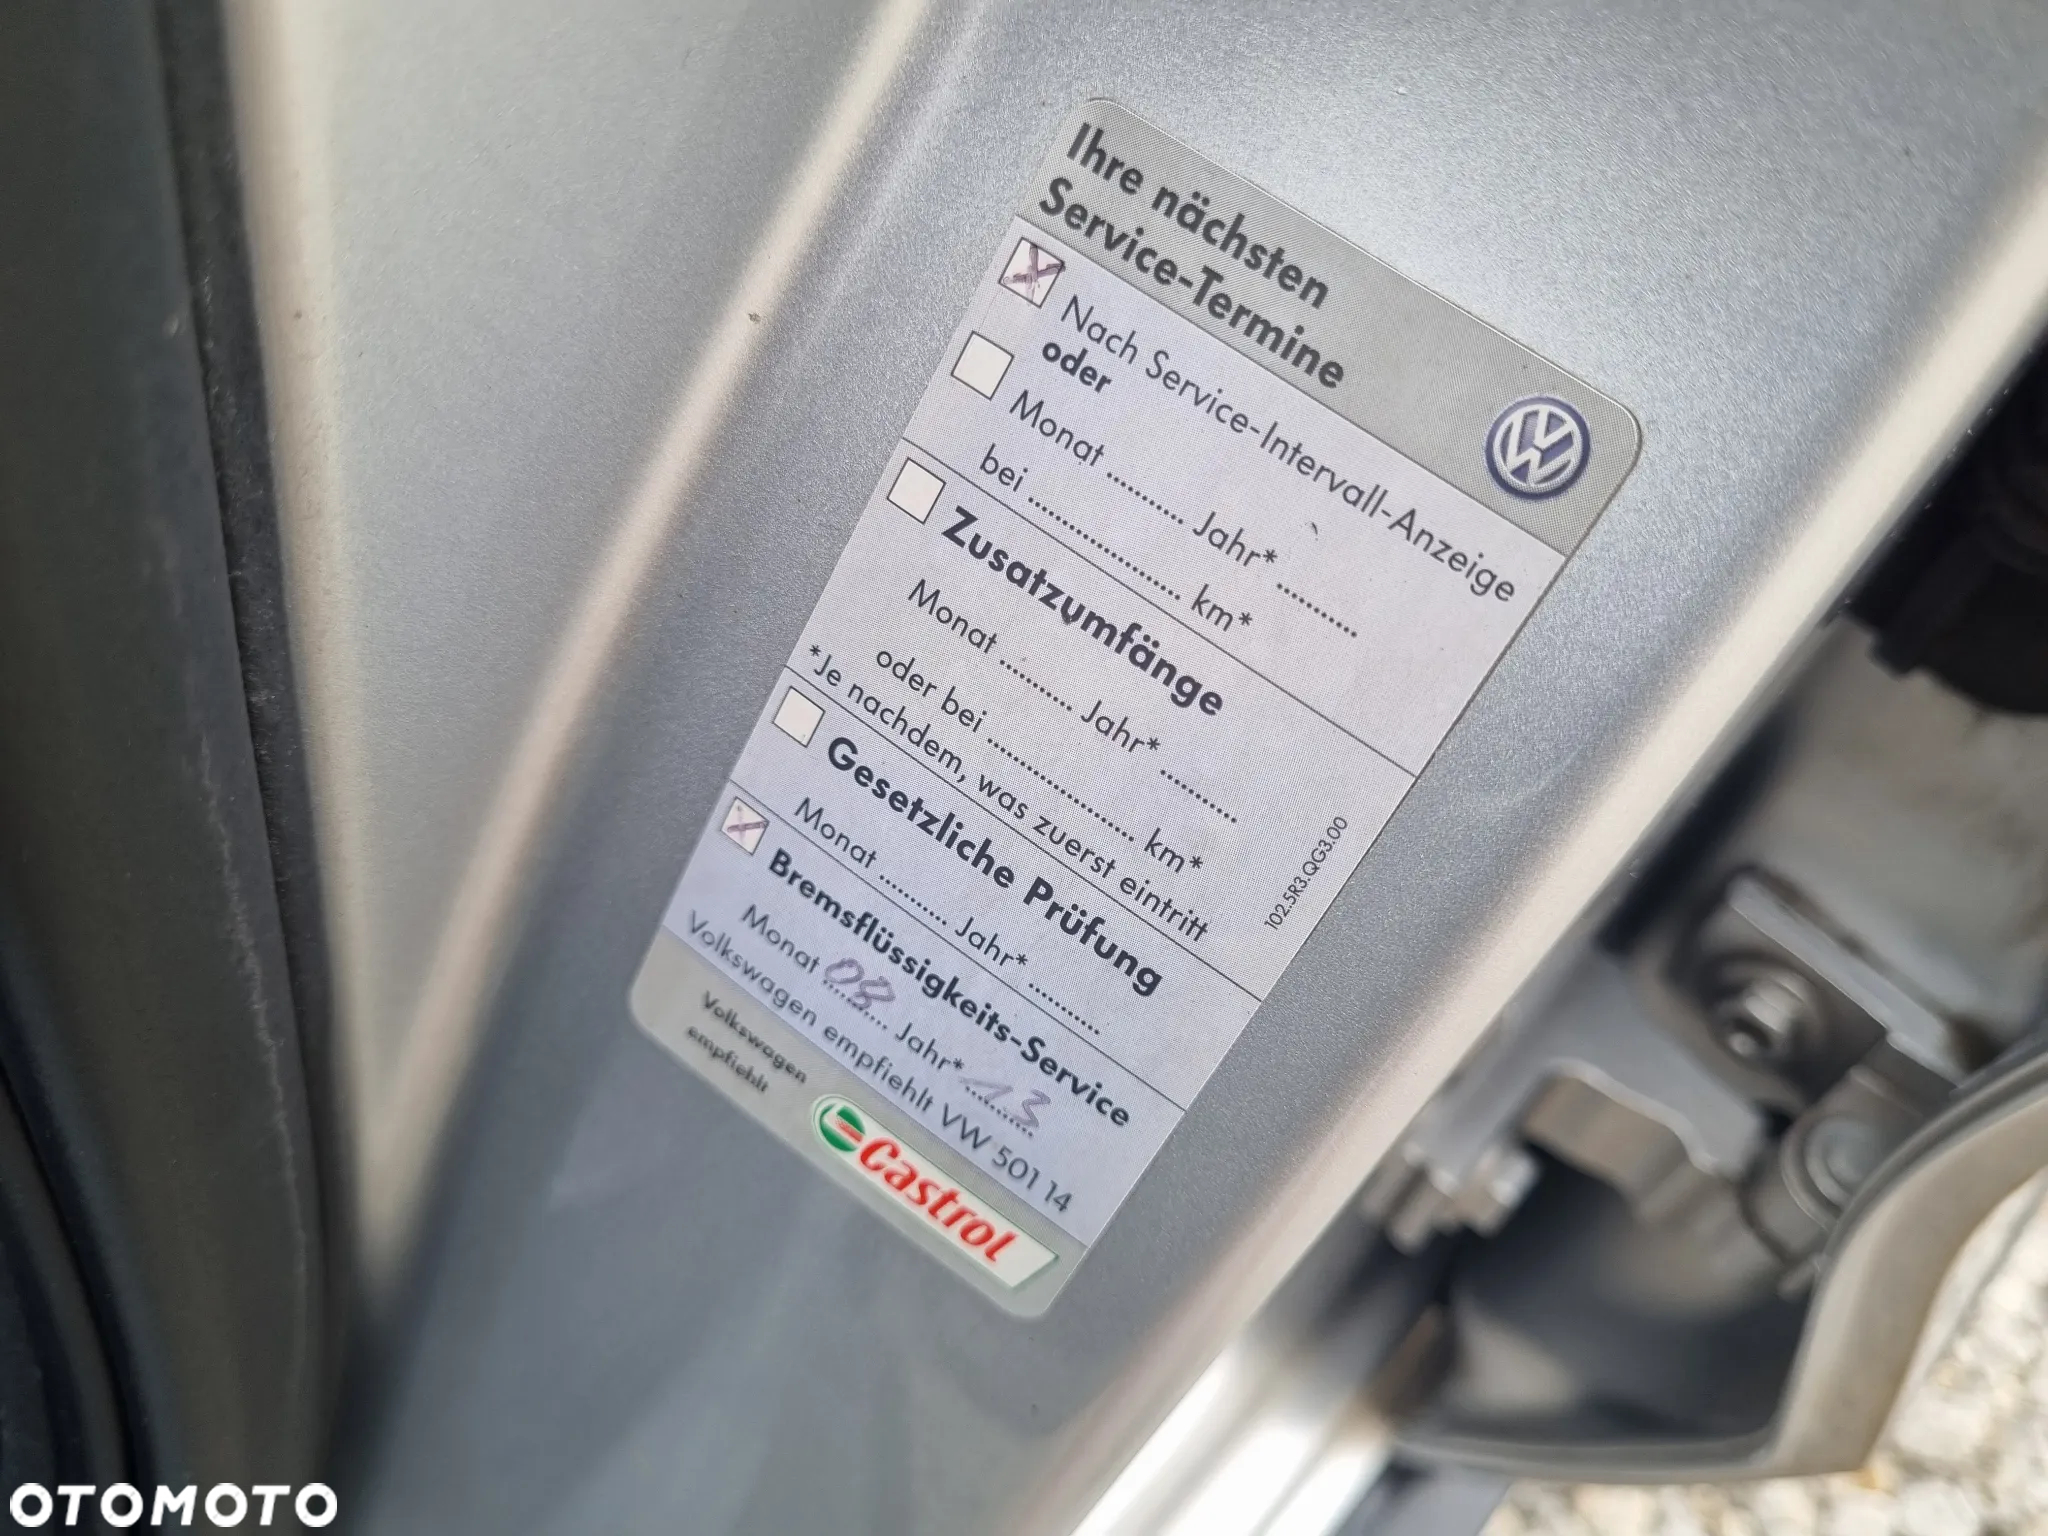 Ihre nächsten
Service-Termine
Nach Service-Intervall-Anzeige
oder
Monat .......... Jahr* ..........
bei .................... km*
Zusatzumfänge
Monat .......... Jahr* ..........
oder bei .................... km*
*Je nachdem, was zuerst eintritt
Gesetzliche Prüfung
Monat .......... Jahr* ..........
Bremsflüssigkeits-Service
Monat 08 Jahr* 13
Volkswagen empfiehlt VW 501 14
102.5R3.QG3.00
Volkswagen
empfiehlt
Castrol
OTOMOTO